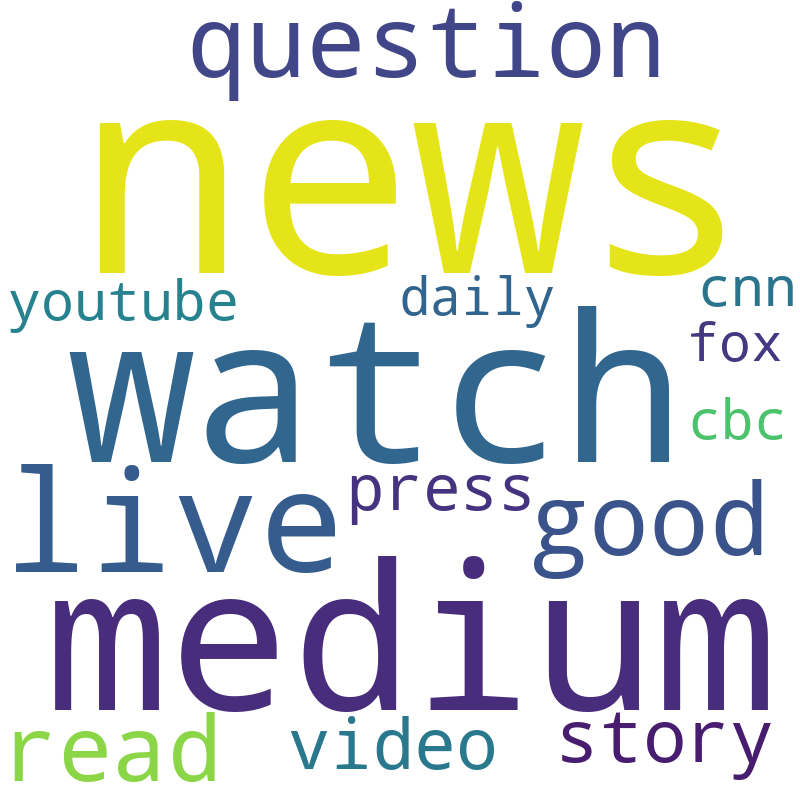 question
news
youtube daily cnn
watch fox
cbc
live press good
medium
read video story